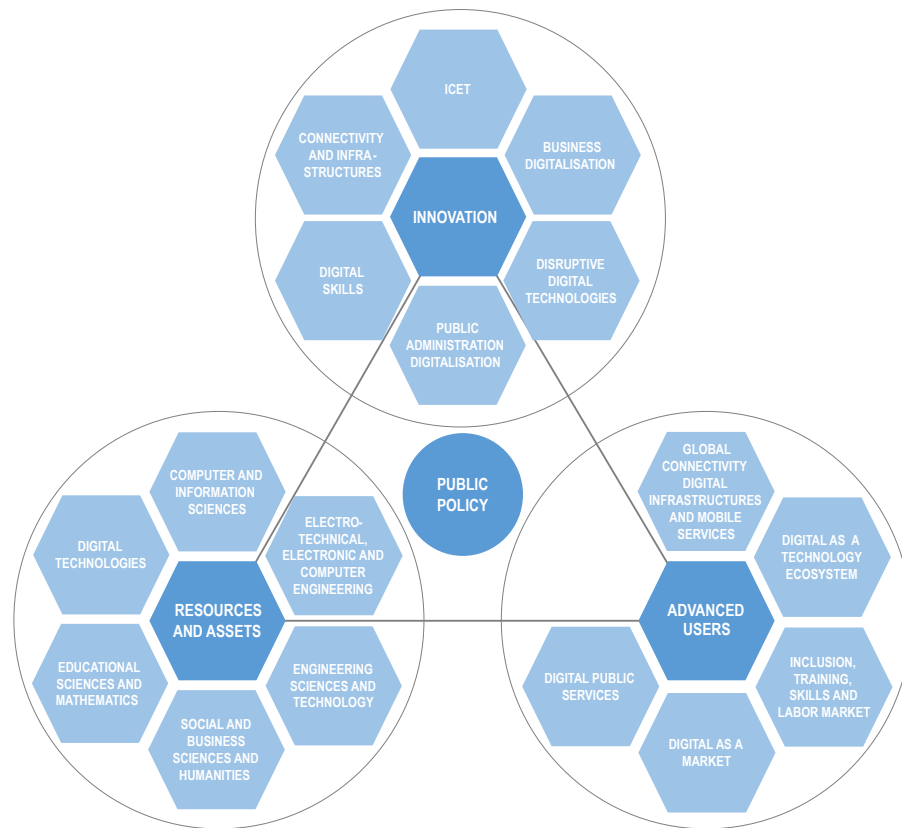 ICET
CONNECTIVITY
AND INFRA-
STRUCTURES
BUSINESS
DIGITALISATION
INNOVATION
DIGITAL
SKILLS
DISRUPTIVE
DIGITAL
TECHNOLOGIES
PUBLIC
ADMINISTRATION
DIGITALISATION
PUBLIC
POLICY
COMPUTER AND
INFORMATION
SCIENCES
DIGITAL
TECHNOLOGIES
ELECTRO-
TECHNICAL,
ELECTRONIC AND
COMPUTER
ENGINEERING
RESOURCES
AND ASSETS
EDUCATIONAL
SCIENCES AND
MATHEMATICS
ENGINEERING
SCIENCES AND
TECHNOLOGY
SOCIAL AND
BUSINESS
SCIENCES AND
HUMANITIES
GLOBAL
CONNECTIVITY
DIGITAL
INFRASTRUCTURES
AND MOBILE
SERVICES
DIGITAL AS A
TECHNOLOGY
ECOSYSTEM
ADVANCED
USERS
DIGITAL PUBLIC
SERVICES
INCLUSION,
TRAINING,
SKILLS AND
LABOR MARKET
DIGITAL AS A
MARKET